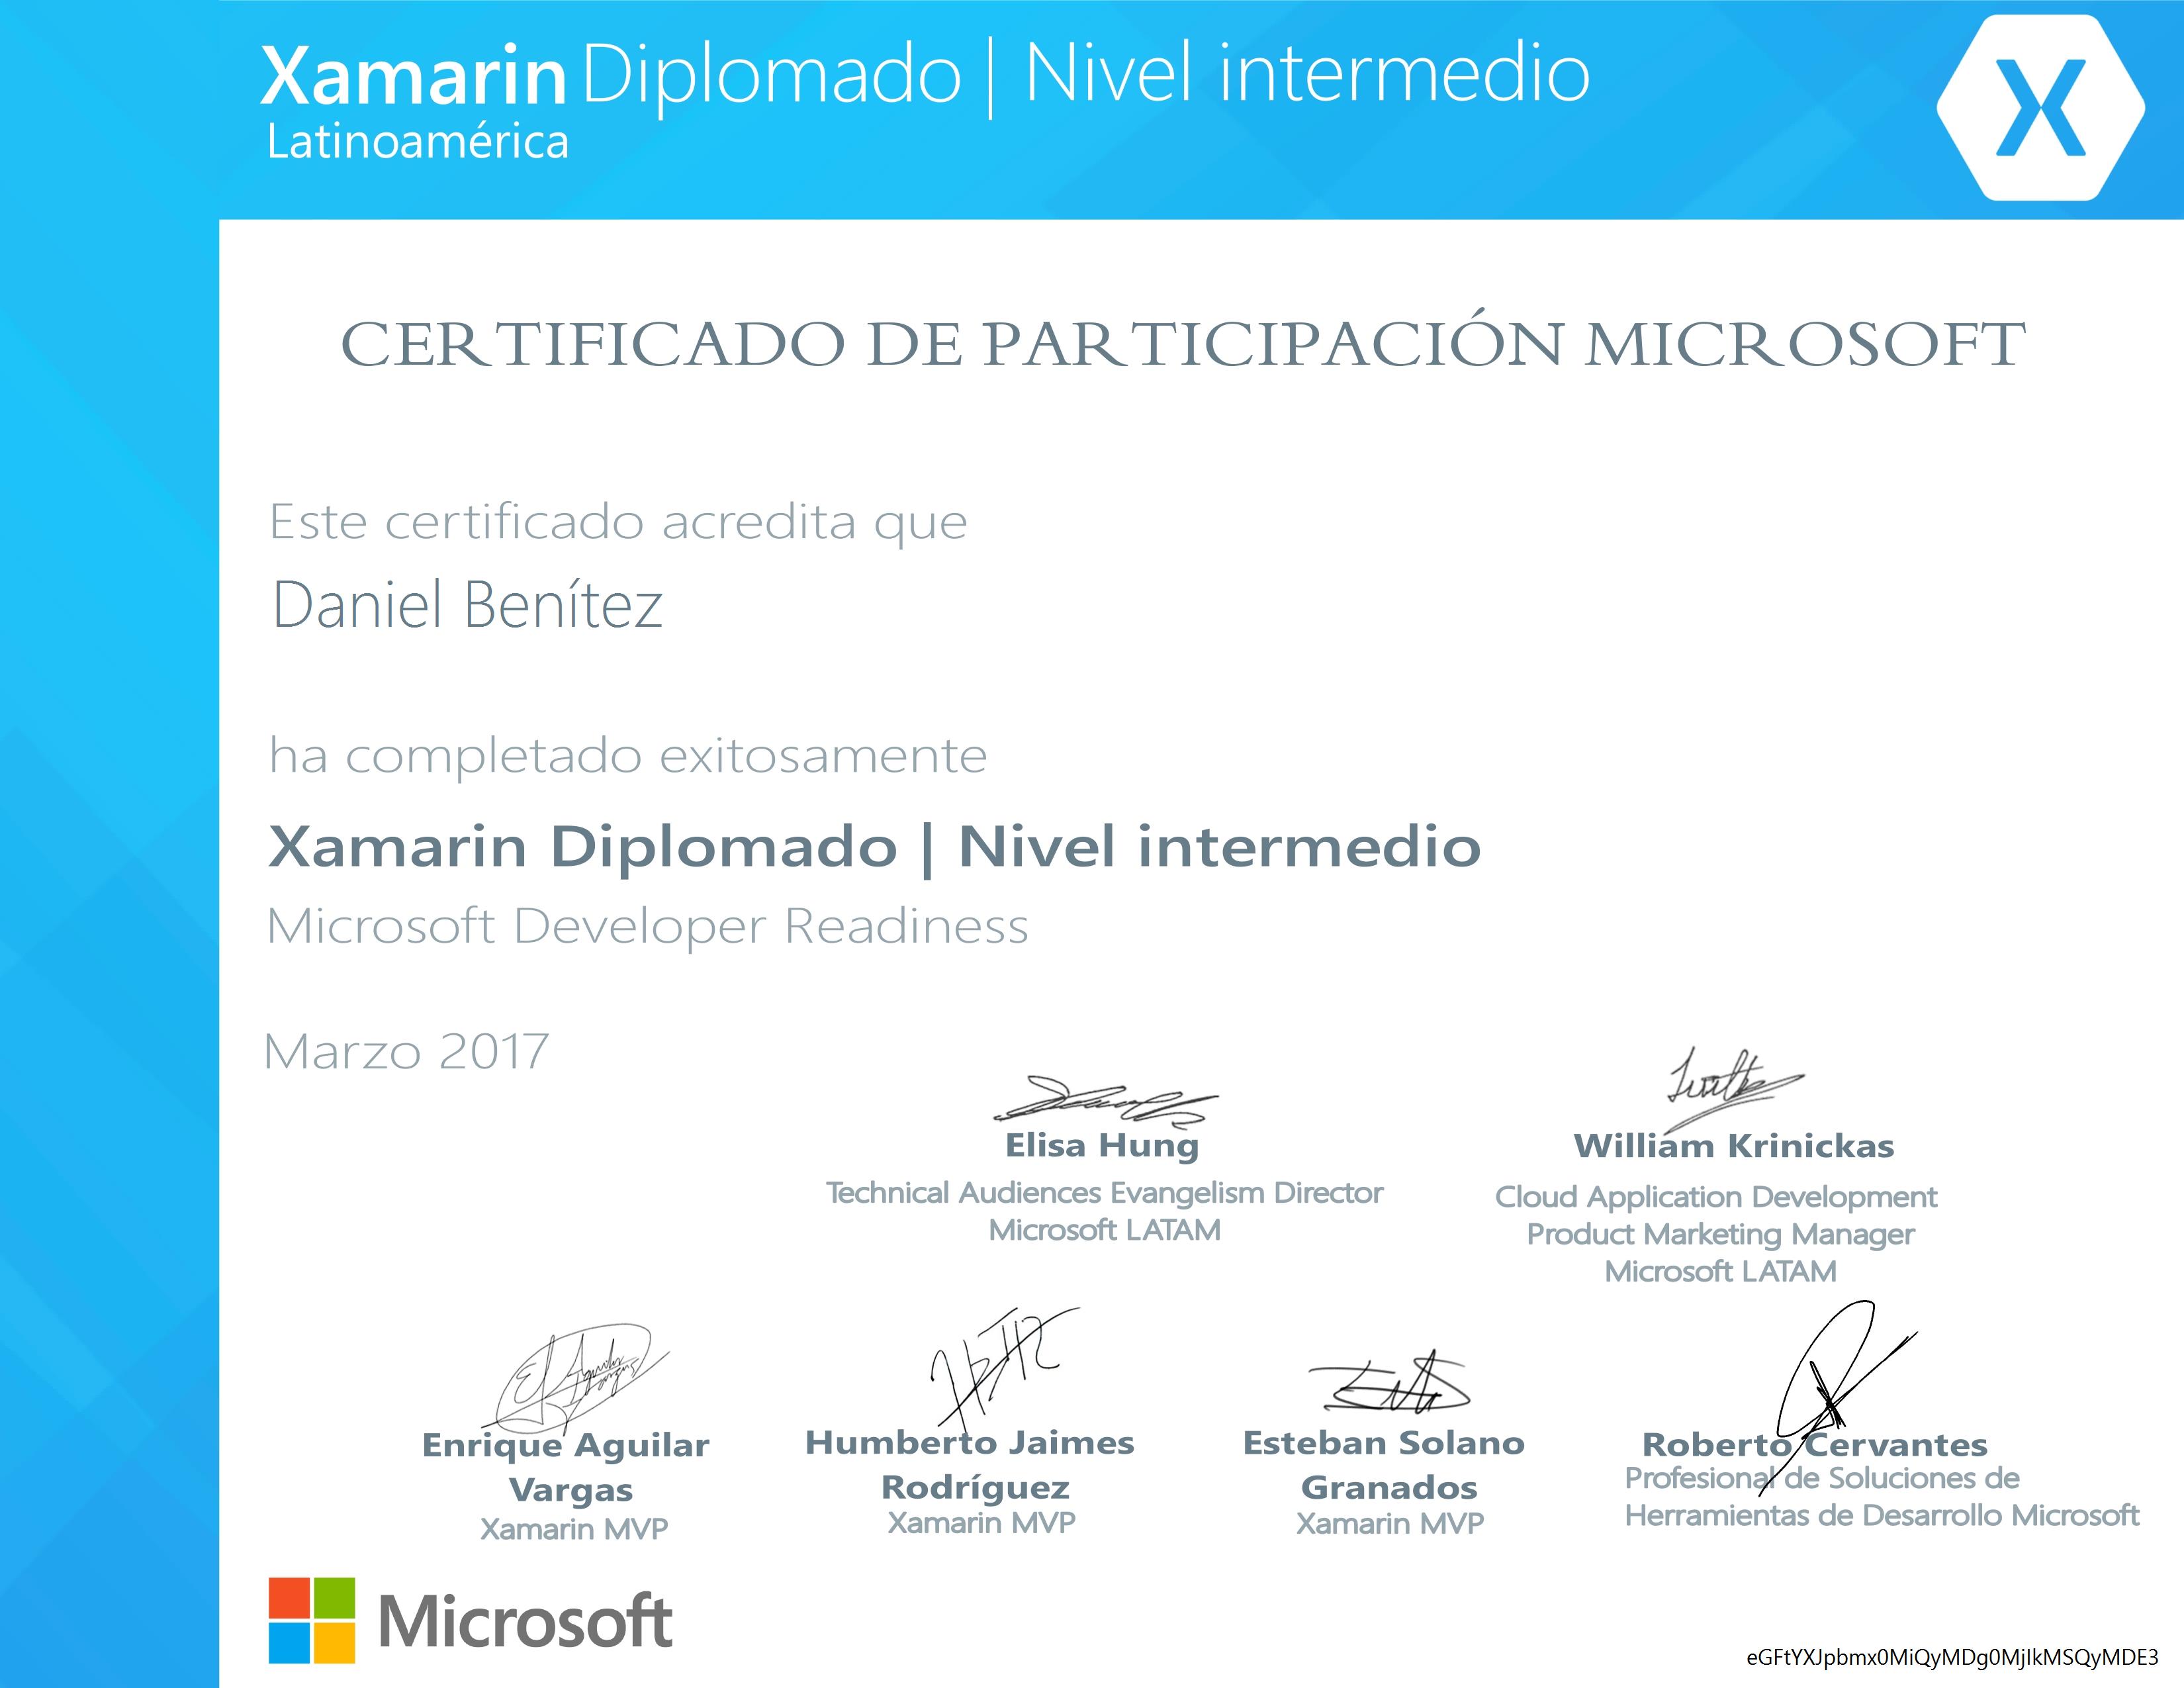 Xamarin Diplomado | Nivel intermedio
Latinoamérica
X
CERTIFICADO DE PARTICIPACIÓN MICROSOFT
Este certificado acredita que
Daniel Benítez
ha completado exitosamente
Xamarin Diplomado | Nivel intermedio
Microsoft Developer Readiness
Marzo 2017
Elisa Hung
Technical Audiences Evangelism Director
Microsoft LATAM
William Krinickas
Cloud Application Development
Product Marketing Manager
Microsoft LATAM
Enrique Aguilar
Vargas
Xamarin MVP
Humberto Jaimes
Rodríguez
Xamarin MVP
Esteban Solano
Granados
Xamarin MVP
Roberto Cervantes
Profesional de Soluciones de
Herramientas de Desarrollo Microsoft
Microsoft